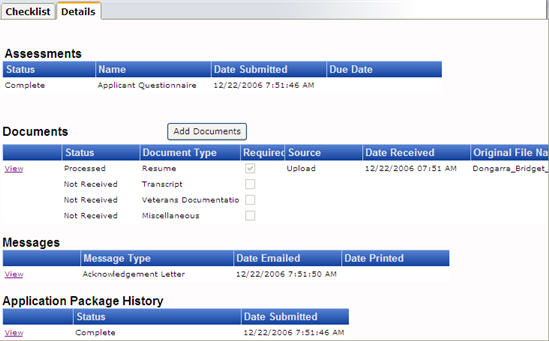 Checklist Details
Assessments
Status Name Date Submitted Due Date
Complete Applicant Questionnaire 12/22/2006 7:51:46 AM
Documents Add Documents
Status Document Type Required Source Date Received Original File Na
View Processed Resume Upload 12/22/2006 07:51 AM Dongarra_Bridget_
Not Received Transcript
Not Received Veterans Documentatio
Not Received Miscellaneous
Messages
Message Type Date Emailed Date Printed
View Acknowledgement Letter 12/22/2006 7:51:50 AM
Application Package History
Status Date Submitted
View Complete 12/22/2006 7:51:46 AM